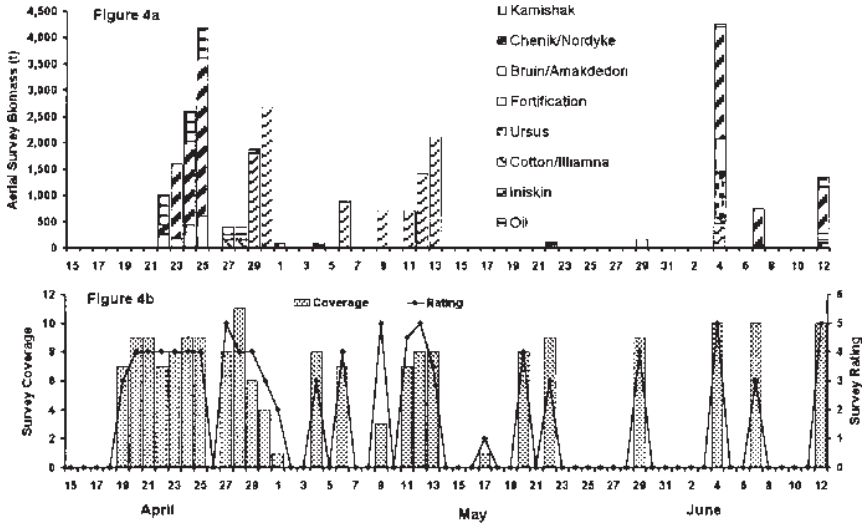 Figure 4a
Aerial Survey Biomass (t)
4,500
4,000
3,500
3,000
2,500
2,000
1,500
1,000
500
0
Kamishak
Chenik/Nordyke
Bruin/Amakdedori
Fortification
Ursus
Cotton/Illiamna
Iniskin
Oil
15 17 19 21 23 25 27 29 1 3 5 7 9 11 13 15 17 19 21 23 25 27 29 31 2 4 6 8 10 12
Figure 4b
Coverage Rating
Survey Coverage
12
10
8
6
4
2
0
Survey Rating
6
5
4
3
2
1
0
15 17 19 21 23 25 27 29 1 3 5 7 9 11 13 15 17 19 21 23 25 27 29 31 2 4 6 8 10 12
April May June